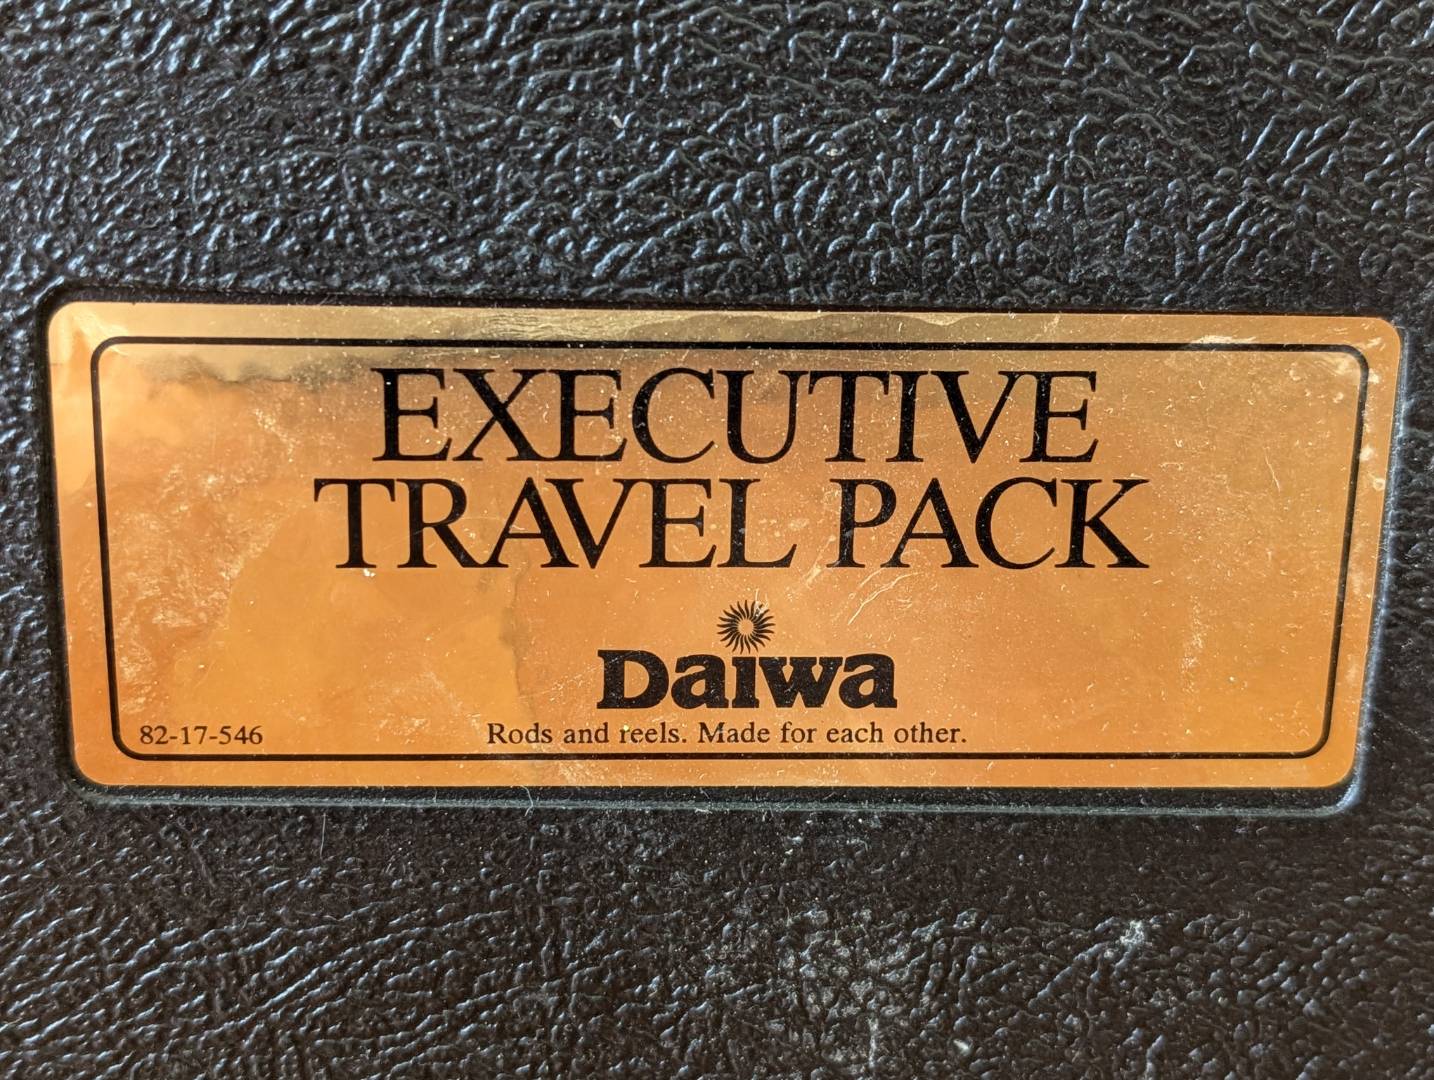 EXECUTIVE
TRAVEL PACK
Daiwa
82-17-546 Rods and reels. Made for each other.